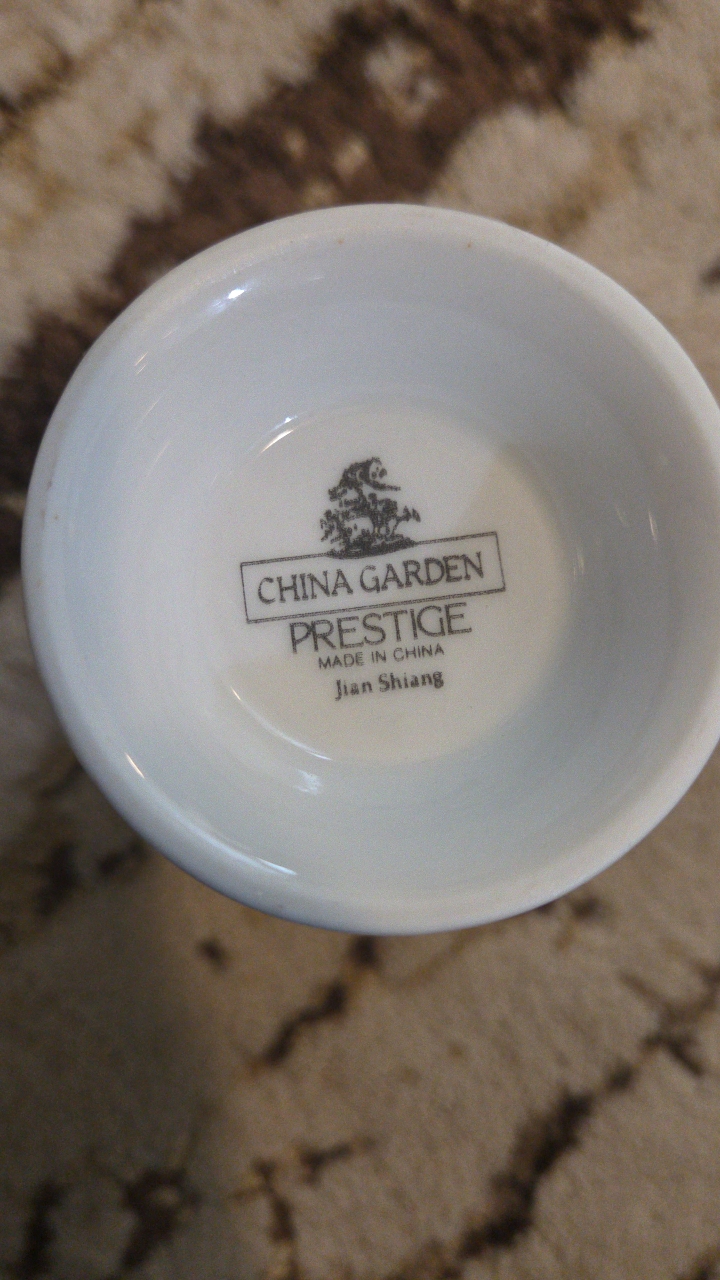 CHINA GARDEN
PRESTIGE
MADE IN CHINA
Jian Shiang